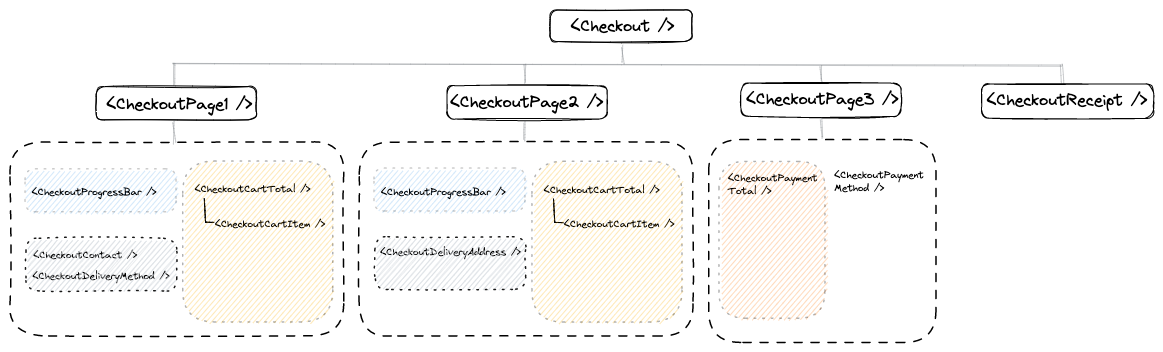 <Checkout />
<CheckoutPage1 />
<CheckoutPage2 />
<CheckoutPage3 />
<CheckoutReceipt />
<CheckoutProgressBar />
<CheckoutCartTotal />
<CheckoutCartItem />
<CheckoutContact />
<CheckoutDeliveryMethod />
<CheckoutProgressBar />
<CheckoutCartTotal />
<CheckoutCartItem />
<CheckoutDeliveryAddress />
<CheckoutPayment
Total />
<CheckoutPayment
Method />